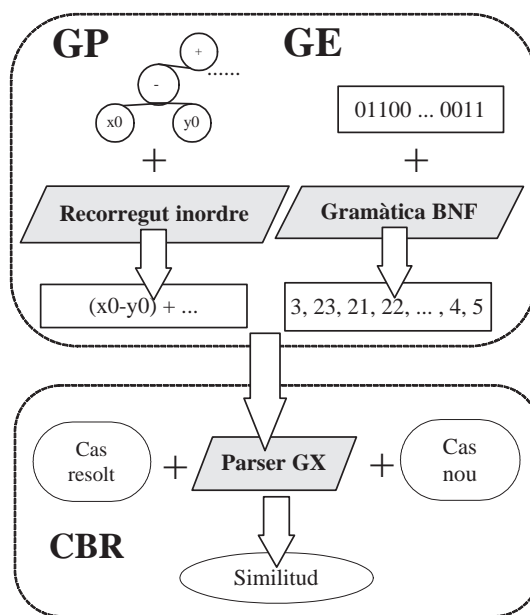 GP
GE
+
......
-
x0
y0
01100 ... 0011
+
+
Recorregut inordre
Gramàtica BNF
(x0-y0) + ...
3, 23, 21, 22, ... , 4, 5
Cas
resolt
+
Parser GX
+
Cas
nou
CBR
Similitud